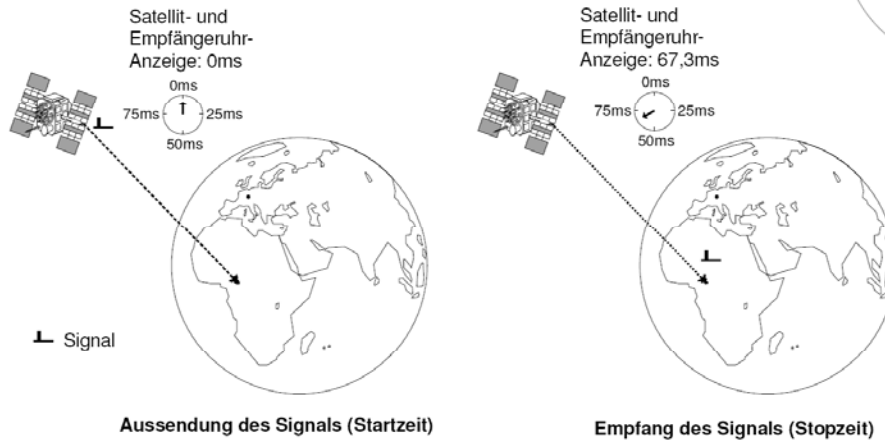 Satellit- und
Empfängeruhr-
Anzeige: 0ms
0ms
75ms
25ms
50ms
Signal
Aussendung des Signals (Startzeit)
Satellit- und
Empfängeruhr-
Anzeige: 67,3ms
0ms
75ms
25ms
50ms
Empfang des Signals (Stopzeit)